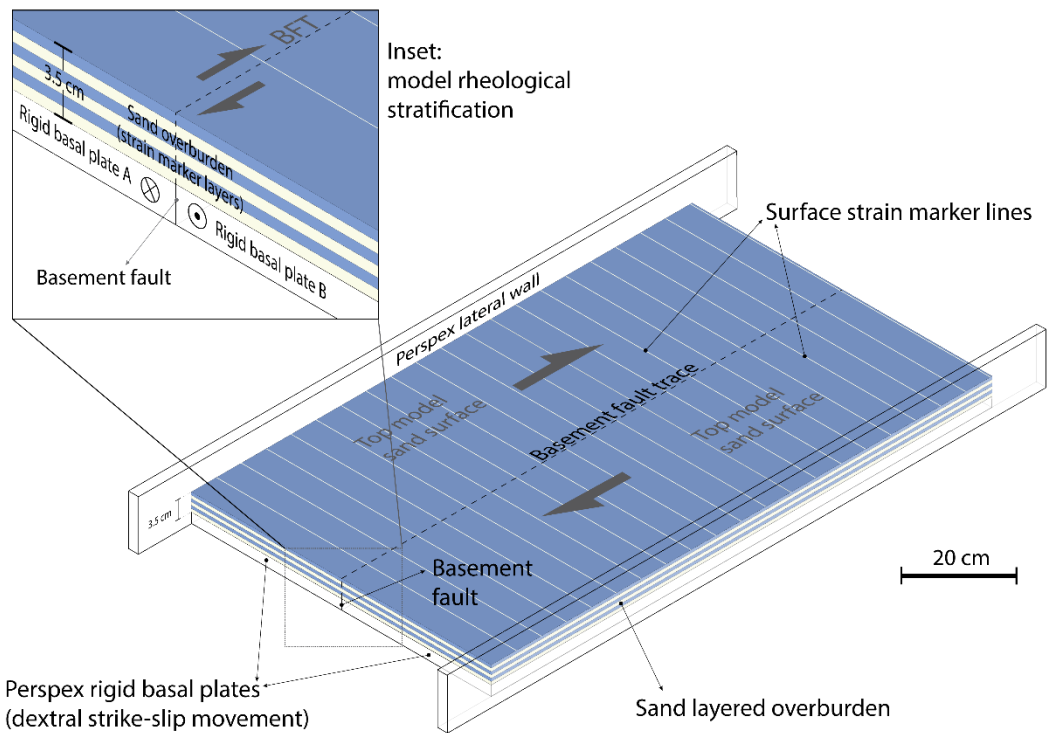 BFT
3.5 cm
Sand overburden
(strain marker layers)
Rigid basal plate A
Rigid basal plate B
Basement fault
Inset:
model rheological
stratification
Surface strain marker lines
Perspex lateral wall
Top model
sand surface
Basement fault trace
Top model
sand surface
3.5 cm
20 cm
Basement
fault
Perspex rigid basal plates
(dextral strike-slip movement)
Sand layered overburden